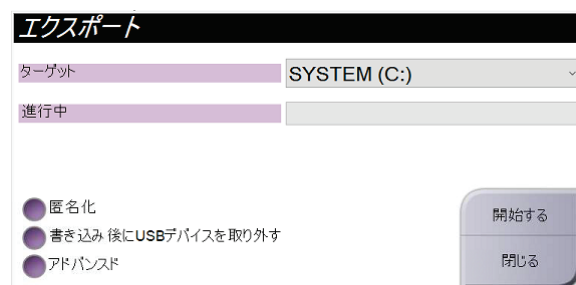 エクスポート
ターゲット
SYSTEM (C:)
進行中
匿名化
書き込み後にUSBデバイスを取り外す
アドバンスド
開始する
閉じる